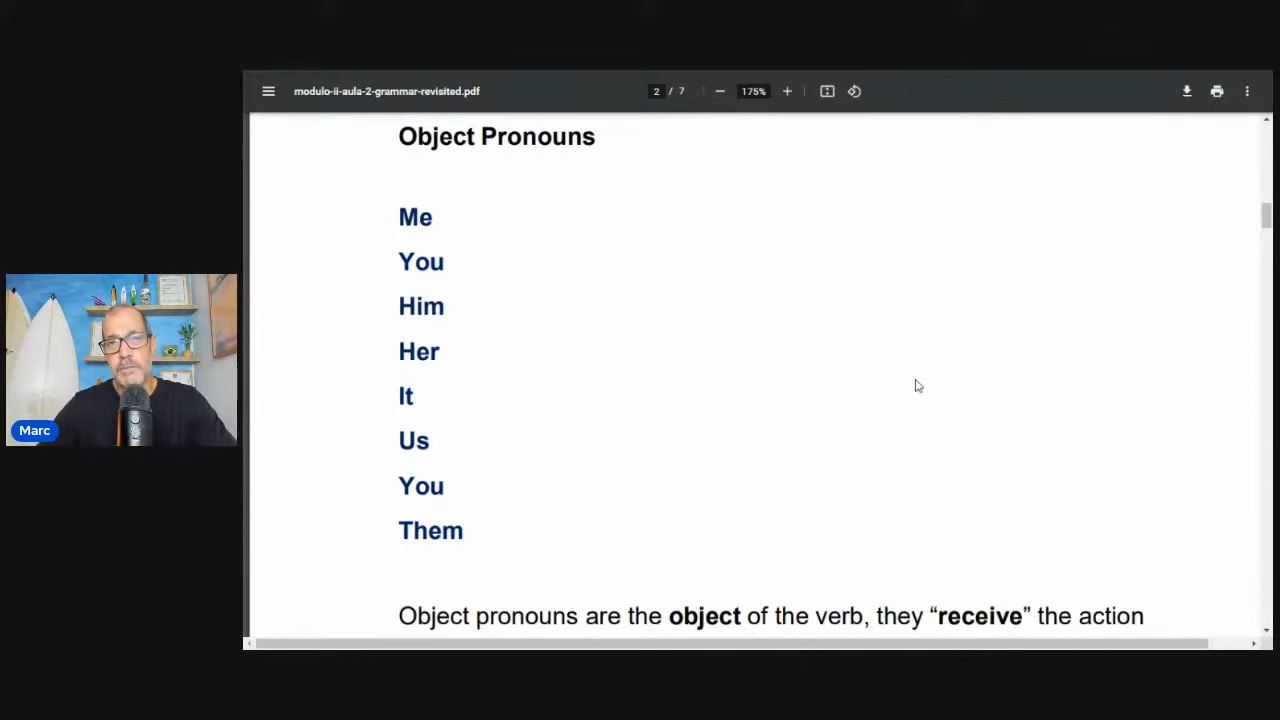 modulo-ii-aula-2-grammar-revisited.pdf
2 / 7
175%
Object Pronouns
Me
You
Him
Her
It
Us
You
Them
Object pronouns are the object of the verb, they “receive” the action
Marc